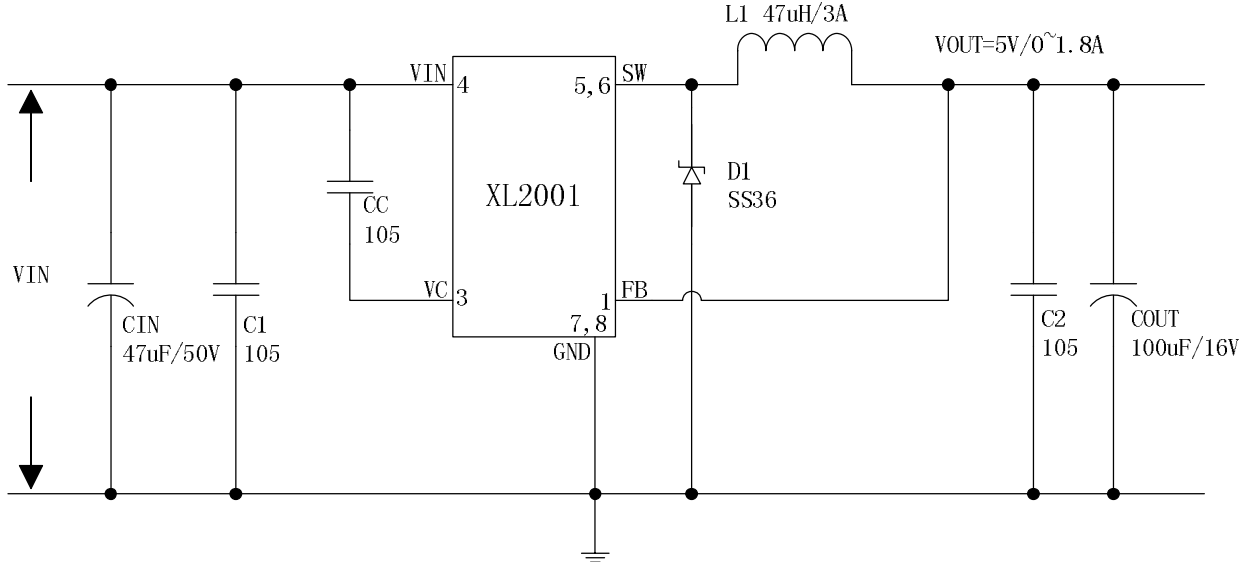 L1 47uH/3A
VOUT=5V/0~1.8A
VIN
4
5,6
SW
XL2001
D1
SS36
CC
105
VIN
VC
3
1
FB
7,8
GND
CIN
47uF/50V
C1
105
C2
105
COUT
100uF/16V